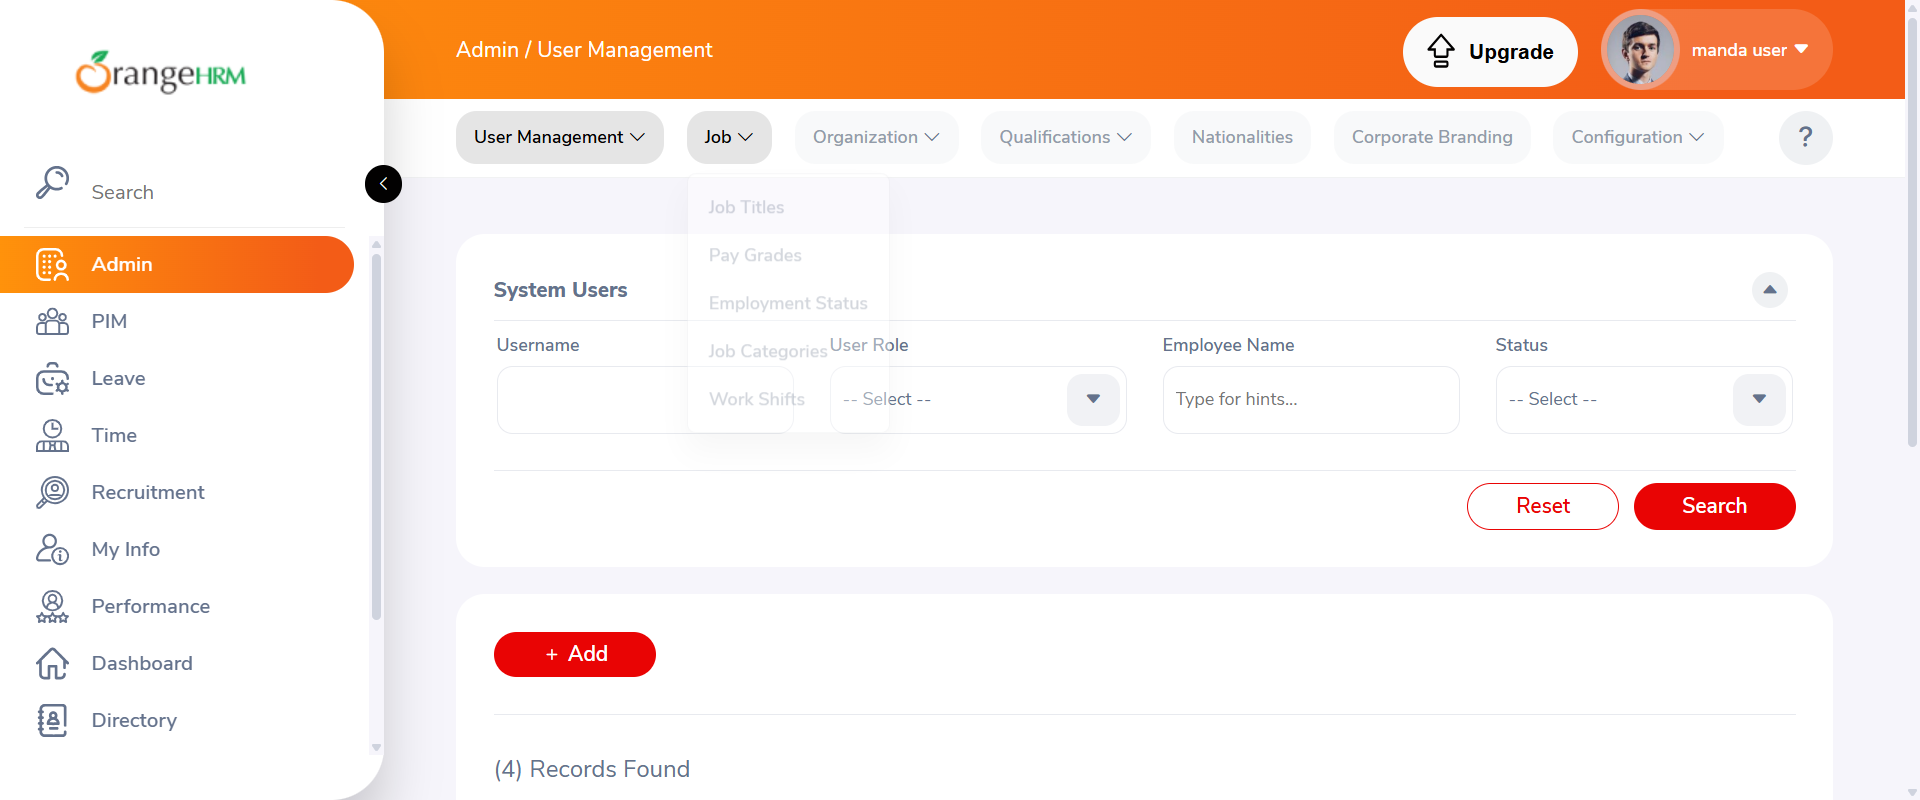 OrangeHRM
Admin / User Management
Upgrade
manda user
User Management
Job
Organization
Qualifications
Nationalities
Corporate Branding
Configuration
?
Search
Admin
PIM
Leave
Time
Recruitment
My Info
Performance
Dashboard
Directory
Job Titles
Pay Grades
Employment Status
Job Categories
Work Shifts
System Users
Username
User Role
Employee Name
Status
-- Select --
Type for hints...
-- Select --
Reset
Search
+ Add
(4) Records Found